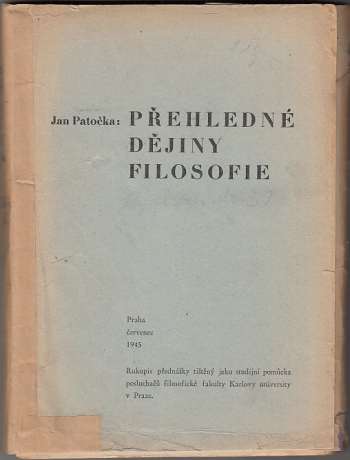 Jan Patočka: PŘEHLEDNÉ
DĚJINY
FILOSOFIE
Praha
červenec
1945
Rukopis přednášky tištěný jako studijní pomůcka
posluchačů filosofické fakulty Karlovy university
v Praze.